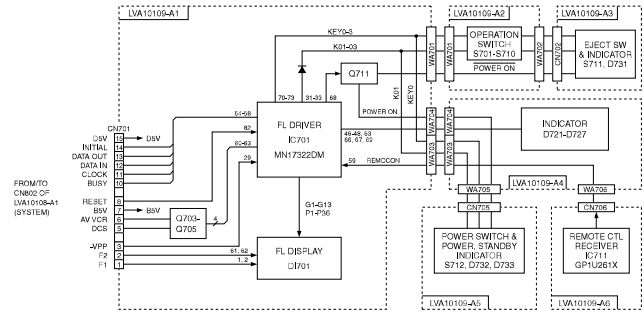 LVA10109-A1
LVA10109-A2
LVA10109-A3
KEY0-3
K01-03
WA701
WA701
OPERATION
SWITCH
S701-S710
WA702
CN702
EJECT SW
& INDICATOR
S711, D731
POWER ON
Q711
K01
KEY0
70-73
31-33
68
POWER ON
WA704
WA704
WA703
WA703
INDICATOR
D721-D727
FL DRIVER
IC701
MN17322DM
54-58
62
60-63
29
46-48, 53
66, 67, 69
59
REMOCON
LVA10109-A4
CN701
15 D5V
D5V
14 INITIAL
13 DATA OUT
12 DATA IN
11 CLOCK
10 BUSY
8 RESET
7 B5V
B5V
6 AV VCR
5 DCS
3 -VPP
2 F2
1 F1
FROM/TO
CN802 OF
LVA10108-A1
(SYSTEM)
Q703-
Q705
4
G1-G13
P1-P36
61, 62
1, 2
FL DISPLAY
DI701
WA705
CN705
WA706
CN706
POWER SWITCH &
POWER, STANDBY
INDICATOR
S712, D732, D733
REMOTE CTL
RECEIVER
IC711
GP1U261X
LVA10109-A5
LVA10109-A6